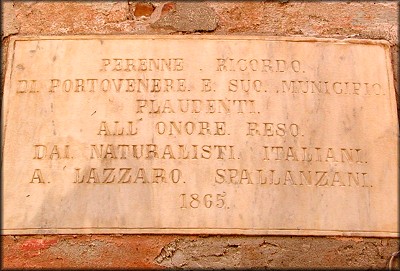 PERENNE . RICORDO.
DI. PORTOVENERE. E. SUO. MUNICIPIO.
PLAUDENTI.
ALL' ONORE. RESO.
DAI. NATURALISTI. ITALIANI.
A. LAZZARO. SPALLANZANI.
1865.